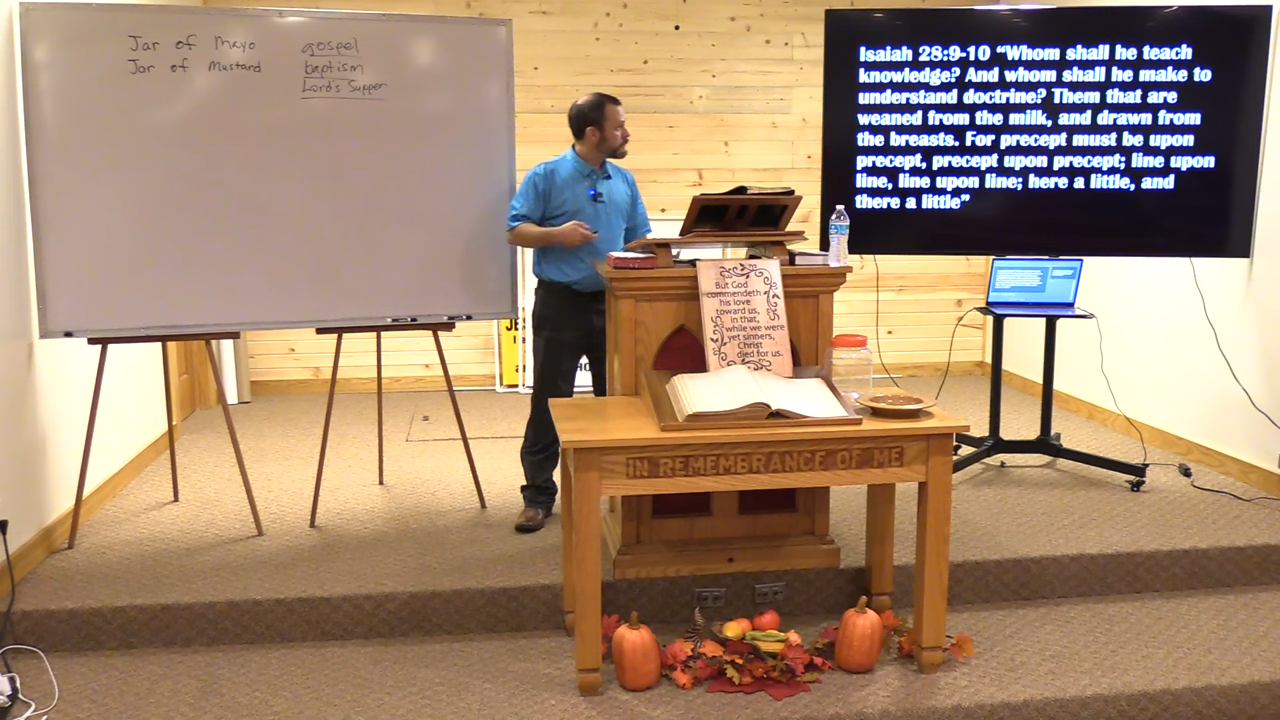 Jar of Mayo gospel
Jar of Mustard baptism
Lord's Supper
Isaiah 28:9-10 “Whom shall he teach
knowledge? And whom shall he make to
understand doctrine? Them that are
weaned from the milk, and drawn from
the breasts. For precept must be upon
precept, precept upon precept; line upon
line, line upon line; here a little, and
there a little”
But God
commendeth
his love
toward us,
in that,
while we were
yet sinners,
Christ
died for us.
IN REMEMBRANCE OF ME